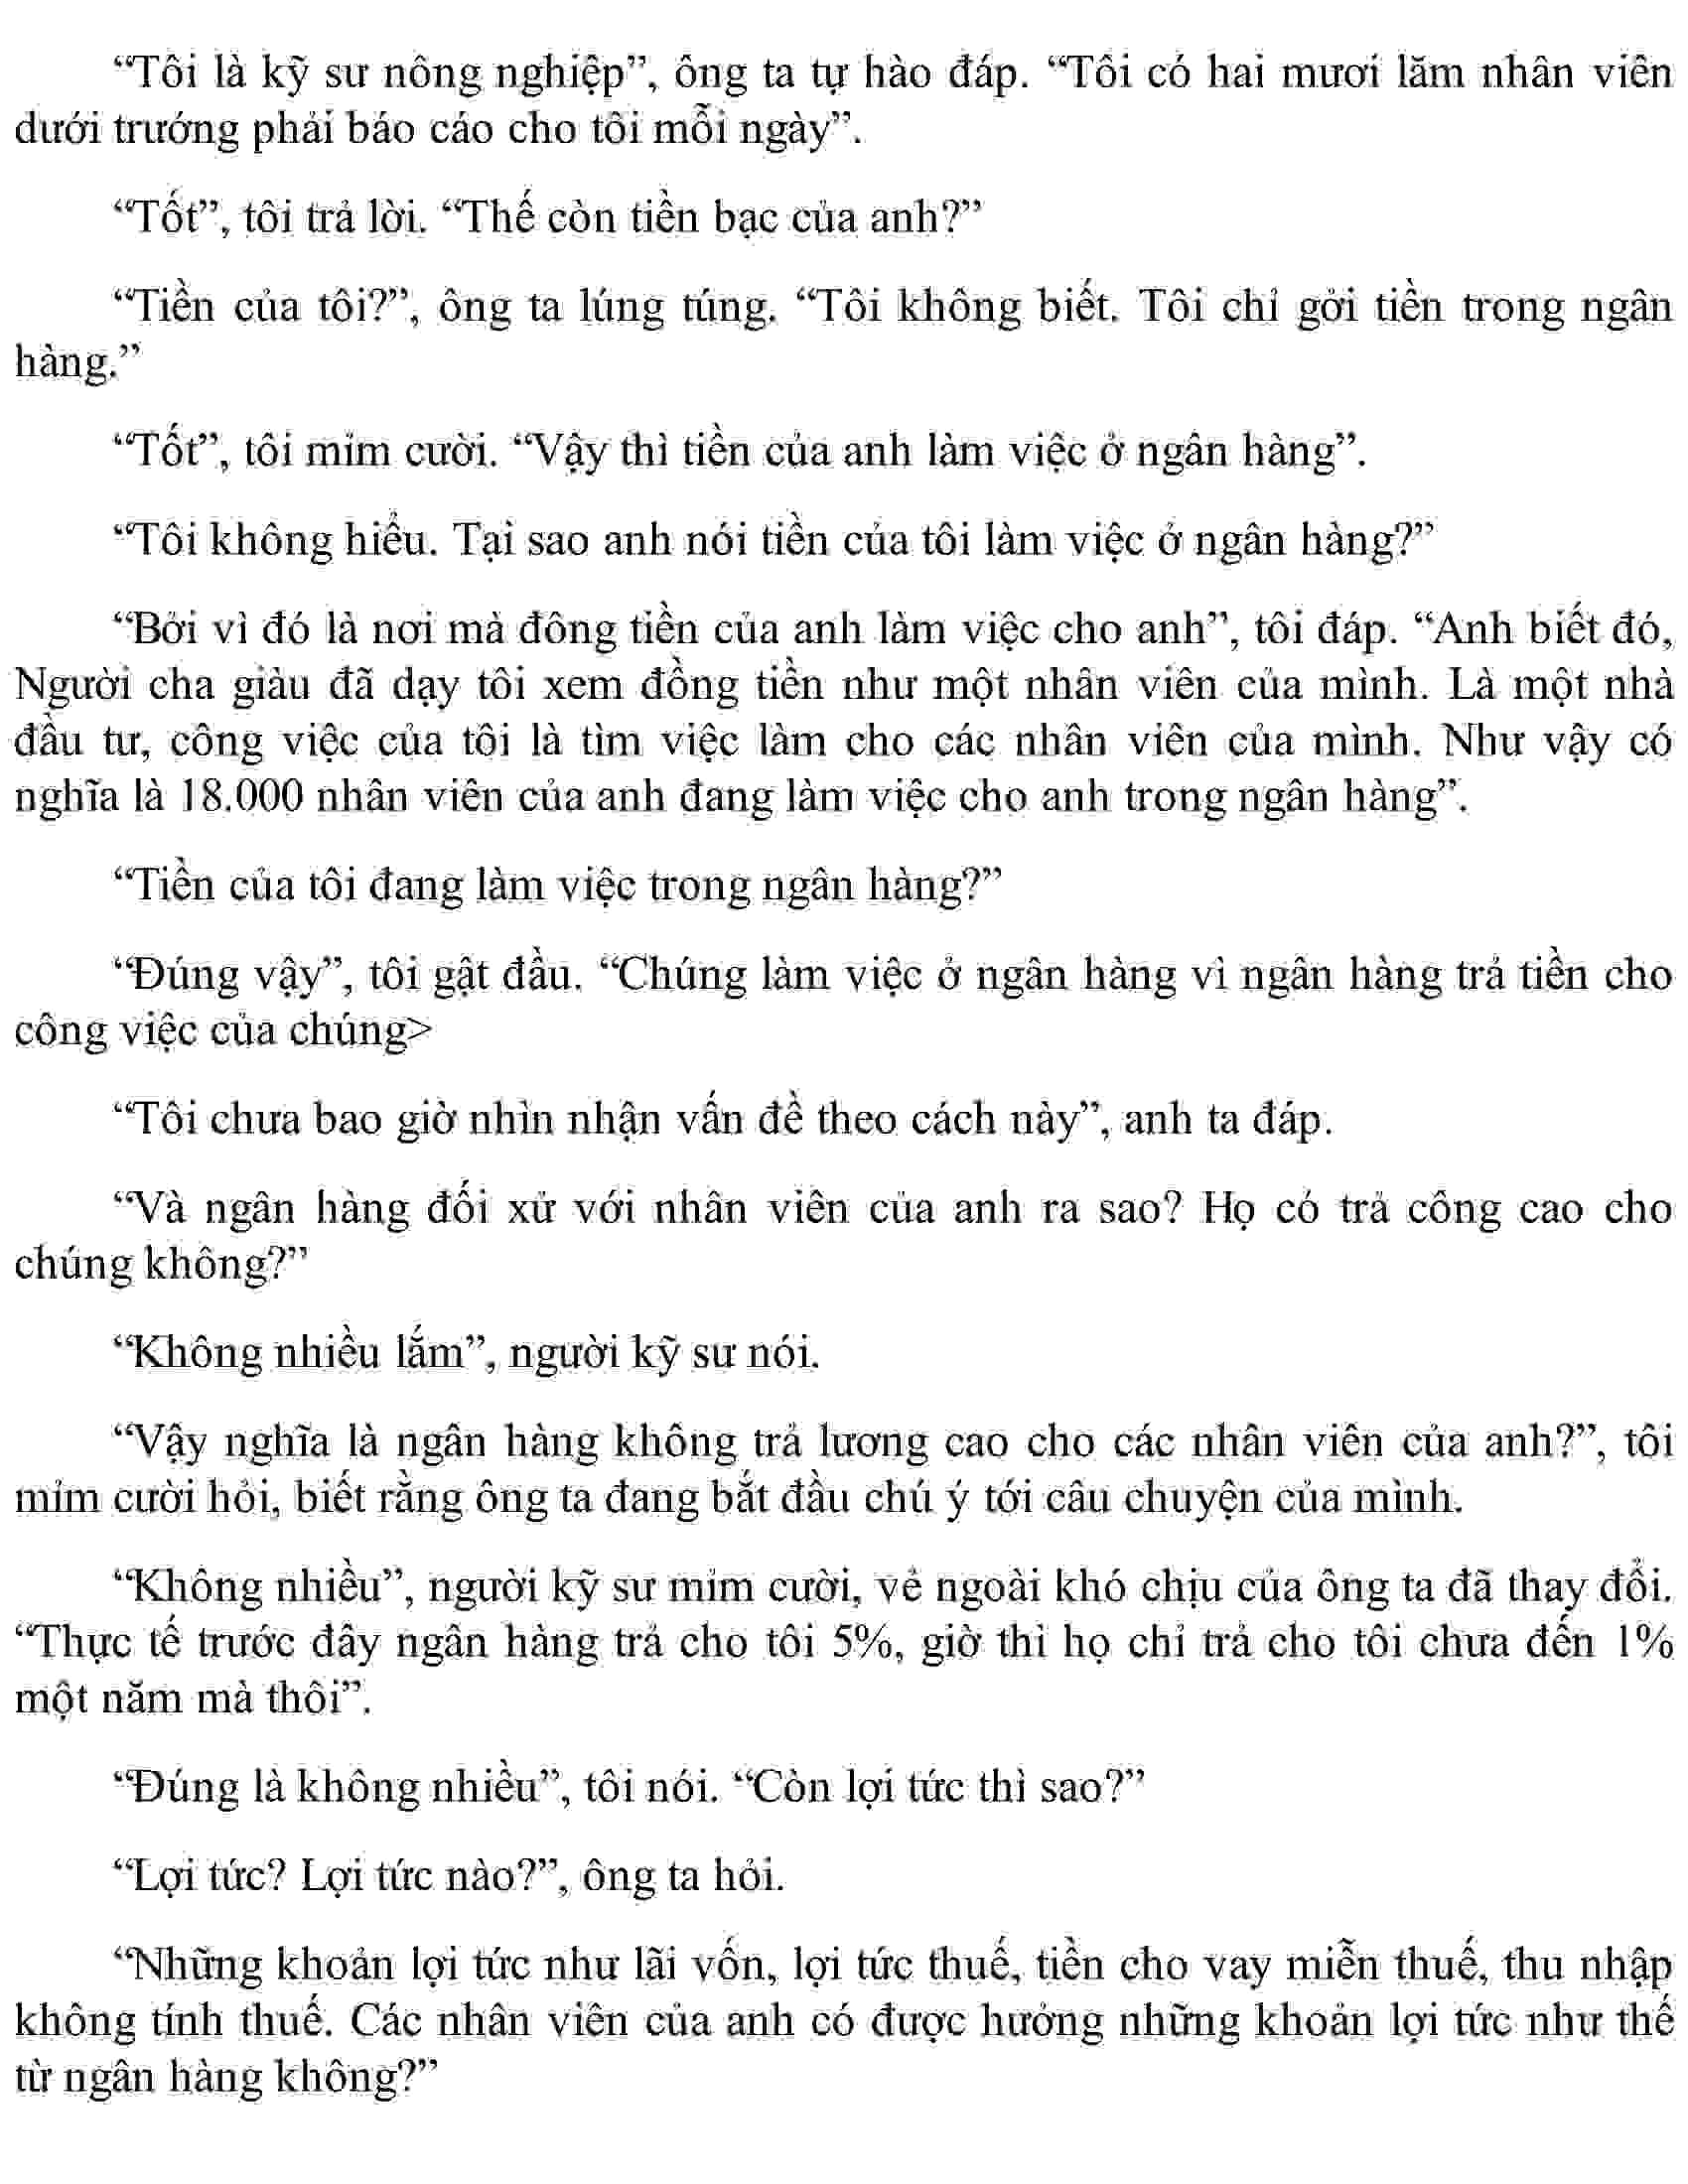 “Tôi là kỹ sư nông nghiệp”, ông ta tự hào đáp. “Tôi có hai mươi lăm nhân viên
dưới trướng phải báo cáo cho tôi mỗi ngày”.
“Tốt”, tôi trả lời. “Thế còn tiền bạc của anh?”
“Tiền của tôi?”, ông ta lúng túng. “Tôi không biết. Tôi chỉ gởi tiền trong ngân
hàng.”
“Tốt”, tôi mỉm cười. “Vậy thì tiền của anh làm việc ở ngân hàng”.
“Tôi không hiểu. Tại sao anh nói tiền của tôi làm việc ở ngân hàng?”
“Bởi vì đó là nơi mà đông tiền của anh làm việc cho anh”, tôi đáp. “Anh biết đó,
Người cha giàu đã dạy tôi xem đồng tiền như một nhân viên của mình. Là một nhà
đầu tư, công việc của tôi là tìm việc làm cho các nhân viên của mình. Như vậy có
nghĩa là 18.000 nhân viên của anh đang làm việc cho anh trong ngân hàng”.
“Tiền của tôi đang làm việc trong ngân hàng?”
“Đúng vậy”, tôi gật đầu. “Chúng làm việc ở ngân hàng vì ngân hàng trả tiền cho
công việc của chúng>
“Tôi chưa bao giờ nhìn nhận vấn đề theo cách này”, anh ta đáp.
“Và ngân hàng đối xử với nhân viên của anh ra sao? Họ có trả công cao cho
chúng không?”
“Không nhiều lắm”, người kỹ sư nói.
“Vậy nghĩa là ngân hàng không trả lương cao cho các nhân viên của anh?”, tôi
mỉm cười hỏi, biết rằng ông ta đang bắt đầu chú ý tới câu chuyện của mình.
“Không nhiều”, người kỹ sư mỉm cười, vẻ ngoài khó chịu của ông ta đã thay đổi.
“Thực tế trước đây ngân hàng trả cho tôi 5%, giờ thì họ chỉ trả cho tôi chưa đến 1%
một năm mà thôi”.
“Đúng là không nhiều”, tôi nói. “Còn lợi tức thì sao?”
“Lợi tức? Lợi tức nào?”, ông ta hỏi.
“Những khoản lợi tức như lãi vốn, lợi tức thuế, tiền cho vay miễn thuế, thu nhập
không tính thuế. Các nhân viên của anh có được hưởng những khoản lợi tức như thế
từ ngân hàng không?”